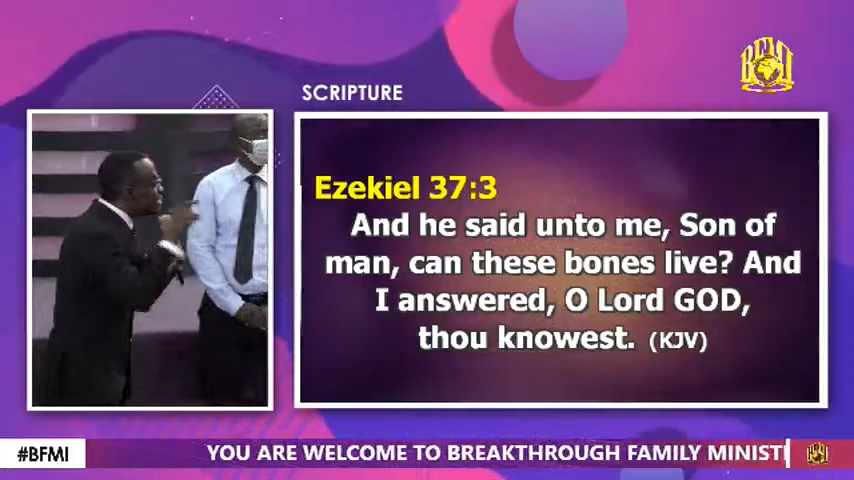 SCRIPTURE
BFMI
Ezekiel 37:3
And he said unto me, Son of
man, can these bones live? And
I answered, O Lord GOD,
thou knowest. (KJV)
#BFMI
YOU ARE WELCOME TO BREAKTHROUGH FAMILY MINIST